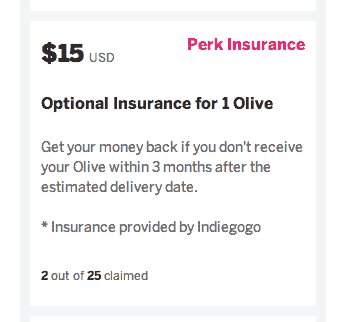 $15 USD
Perk Insurance
Optional Insurance for 1 Olive
Get your money back if you don't receive
your Olive within 3 months after the
estimated delivery date.
* Insurance provided by Indiegogo
2 out of 25 claimed